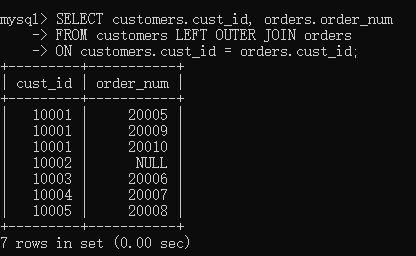 mysql> SELECT customers.cust_id, orders.order_num
    -> FROM customers LEFT OUTER JOIN orders
    -> ON customers.cust_id = orders.cust_id;
+---------+-----------+
| cust_id | order_num |
+---------+-----------+
|   10001 |     20005 |
|   10001 |     20009 |
|   10001 |     20010 |
|   10002 |      NULL |
|   10003 |     20006 |
|   10004 |     20007 |
|   10005 |     20008 |
+---------+-----------+
7 rows in set (0.00 sec)